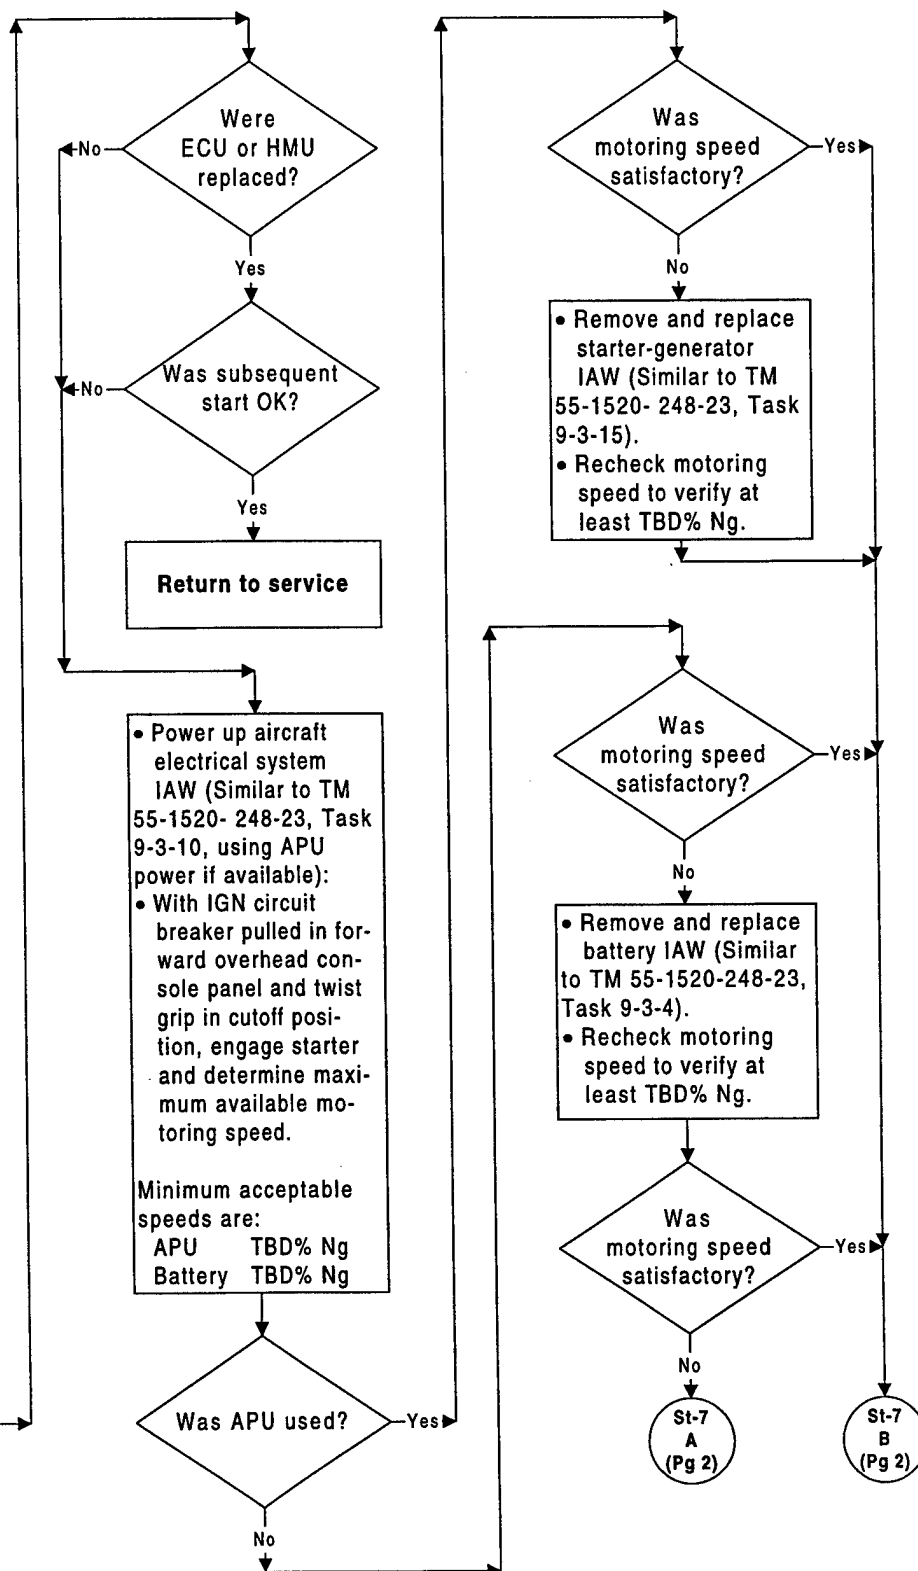 Were
ECU or HMU
replaced?
No
Yes
Was subsequent
start OK?
No
Yes
Return to service
• Power up aircraft
electrical system
IAW (Similar to TM
55-1520- 248-23, Task
9-3-10, using APU
power if available):
• With IGN circuit
breaker pulled in for-
ward overhead con-
sole panel and twist
grip in cutoff posi-
tion, engage starter
and determine maxi-
mum available mo-
toring speed.
Minimum acceptable
speeds are:
APU TBD% Ng
Battery TBD% Ng
Was APU used?
Yes
No
Was
motoring speed
satisfactory?
Yes
No
• Remove and replace
starter-generator
IAW (Similar to TM
55-1520- 248-23, Task
9-3-15).
• Recheck motoring
speed to verify at
least TBD% Ng.
Was
motoring speed
satisfactory?
Yes
No
• Remove and replace
battery IAW (Similar
to TM 55-1520-248-23,
Task 9-3-4).
• Recheck motoring
speed to verify at
least TBD% Ng.
Was
motoring speed
satisfactory?
Yes
No
St-7
A
(Pg 2)
St-7
B
(Pg 2)